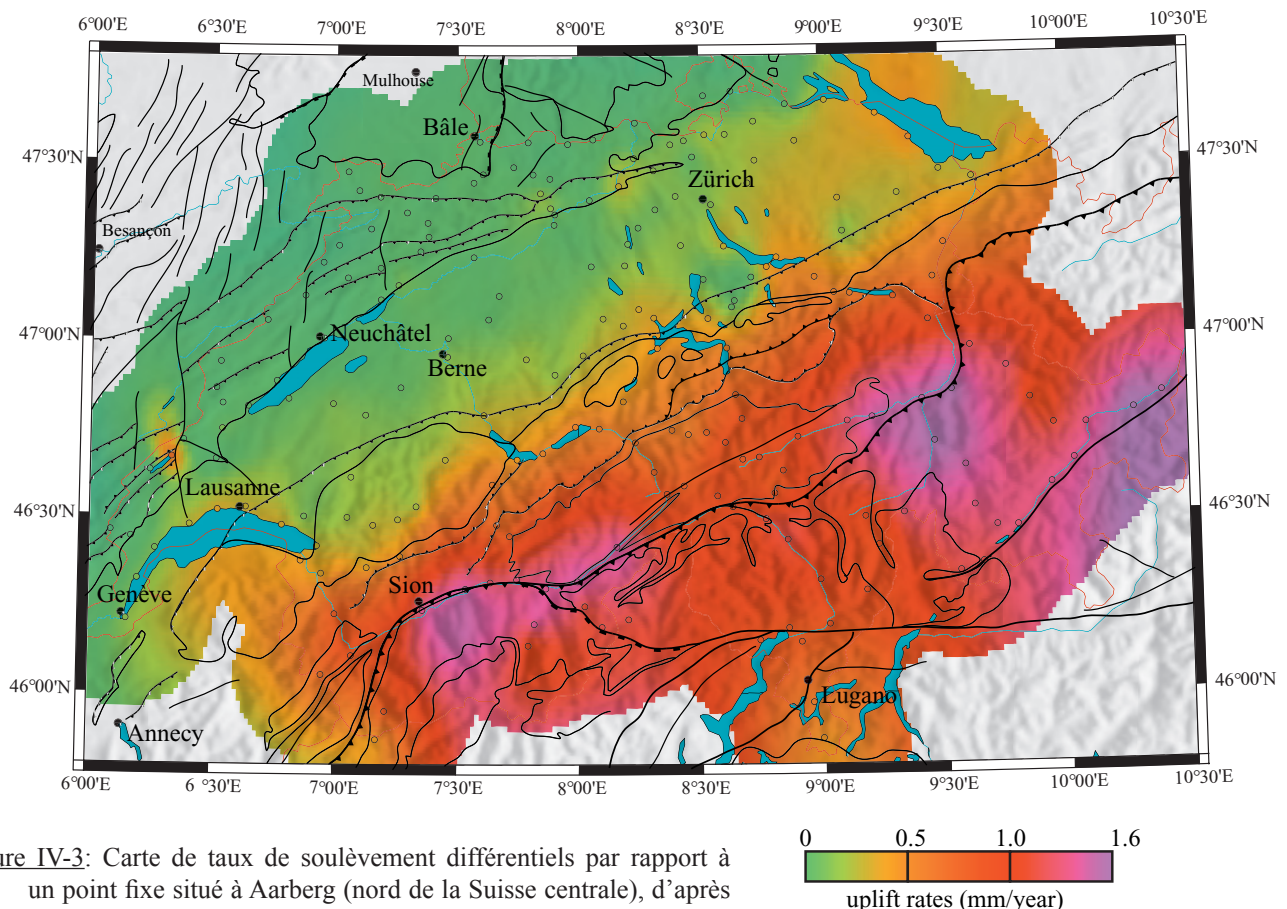 6°00'E 6°30'E 7°00'E 7°30'E 8°00'E 8°30'E 9°00'E 9°30'E 10°00'E 10°30'E
Mulhouse
Bâle
47°30'N 47°30'N
Zürich
Besançon
47°00'N 47°00'N
Neuchâtel
Berne
Lausanne
46°30'N 46°30'N
Sion
Genève
46°00'N 46°00'N
Lugano
Annecy
6°00'E 6°30'E 7°00'E 7°30'E 8°00'E 8°30'E 9°00'E 9°30'E 10°00'E 10°30'E
0 0.5 1.0 1.6
uplift rates (mm/year)
ure IV-3: Carte de taux de soulèvement différentiels par rapport à
un point fixe situé à Aarberg (nord de la Suisse centrale), d'après